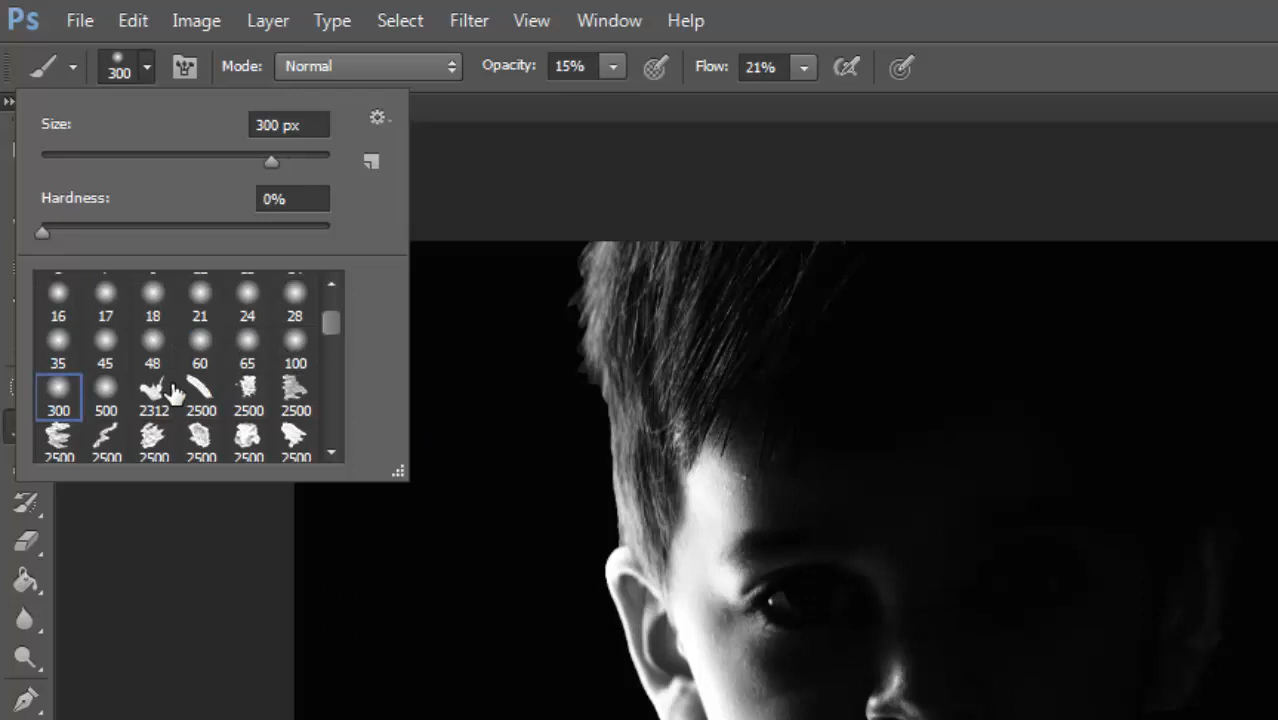 Ps File Edit Image Layer Type Select Filter View Window Help
300 Mode: Normal Opacity: 15% Flow: 21%
Size: 300 px
Hardness: 0%
16 17 18 21 24 28
35 45 48 60 65 100
300 500 2312 2500 2500 2500
2500 2500 2500 2500 2500 2500